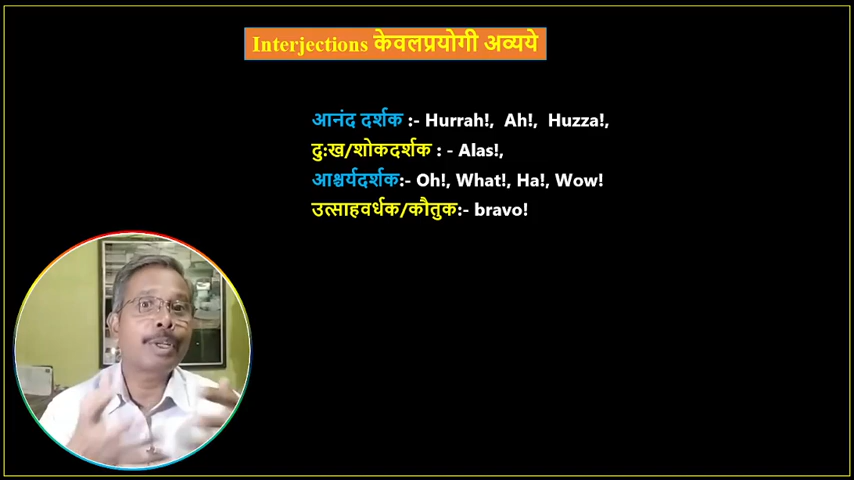 Interjections केवलप्रयोगी अव्यये
आनंद दर्शक :- Hurrah!, Ah!, Huzza!,
दुःख/शोकदर्शक : - Alas!,
आश्चर्यदर्शक:- Oh!, What!, Ha!, Wow!
उत्साहवर्धक/कौतुक:- bravo!